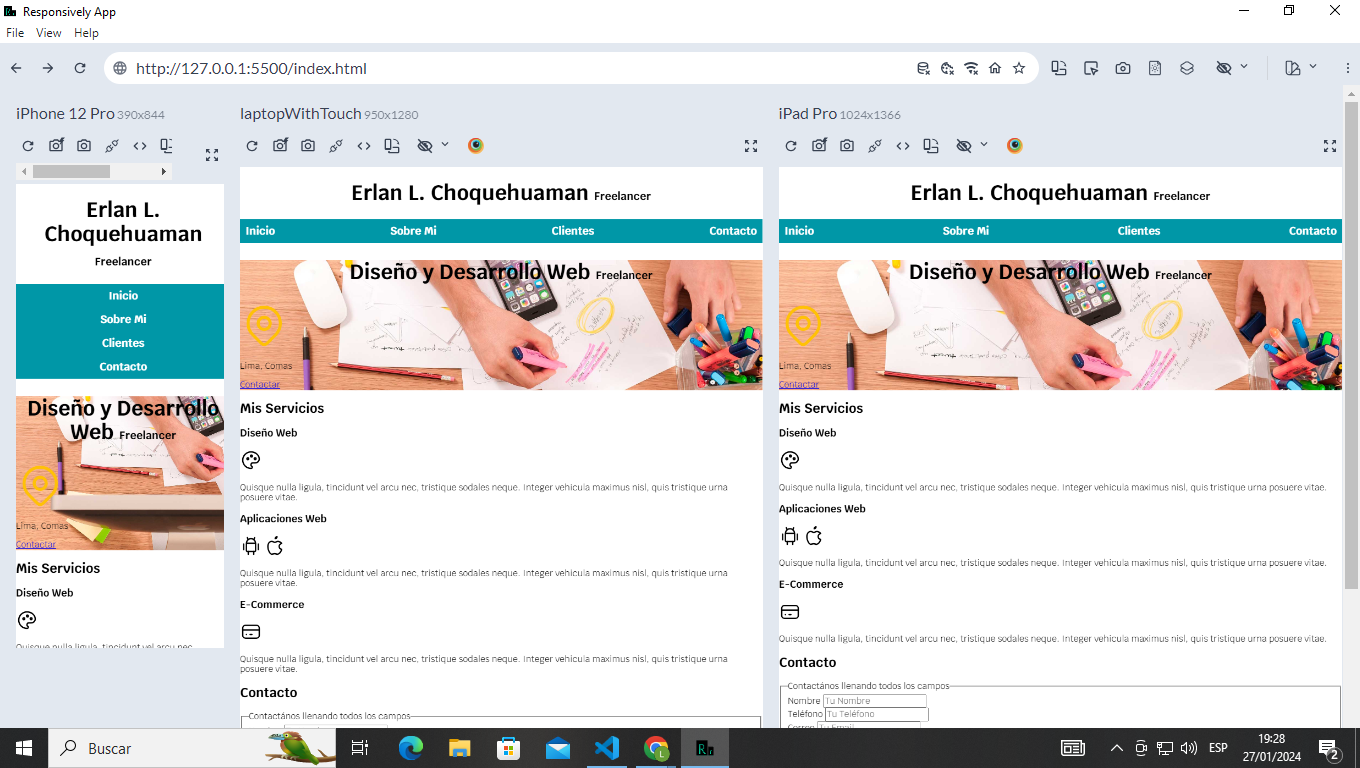 Responsively App
File View Help
http://127.0.0.1:5500/index.html
iPhone 12 Pro 390x844
Erlan L.
Choquehuaman
Freelancer
Inicio
Sobre Mi
Clientes
Contacto
Diseño y Desarrollo
Web Freelancer
Lima, Comas
Contactar
Mis Servicios
Diseño Web
Quisque nulla ligula, tincidunt vel arcu nec,
laptopWithTouch 950x1280
Erlan L. Choquehuaman Freelancer
Inicio Sobre Mi Clientes Contacto
Diseño y Desarrollo Web Freelancer
Lima, Comas
Contactar
Mis Servicios
Diseño Web
Quisque nulla ligula, tincidunt vel arcu nec, tristique sodales neque. Integer vehicula maximus nisl, quis tristique urna
posuere vitae.
Aplicaciones Web
Quisque nulla ligula, tincidunt vel arcu nec, tristique sodales neque. Integer vehicula maximus nisl, quis tristique urna
posuere vitae.
E-Commerce
Quisque nulla ligula, tincidunt vel arcu nec, tristique sodales neque. Integer vehicula maximus nisl, quis tristique urna
posuere vitae.
Contacto
Contactános llenando todos los campos
iPad Pro 1024x1366
Erlan L. Choquehuaman Freelancer
Inicio Sobre Mi Clientes Contacto
Diseño y Desarrollo Web Freelancer
Lima, Comas
Contactar
Mis Servicios
Diseño Web
Quisque nulla ligula, tincidunt vel arcu nec, tristique sodales neque. Integer vehicula maximus nisl, quis tristique urna posuere vitae.
Aplicaciones Web
Quisque nulla ligula, tincidunt vel arcu nec, tristique sodales neque. Integer vehicula maximus nisl, quis tristique urna posuere vitae.
E-Commerce
Quisque nulla ligula, tincidunt vel arcu nec, tristique sodales neque. Integer vehicula maximus nisl, quis tristique urna posuere vitae.
Contacto
Contactános llenando todos los campos
Nombre Tu Nombre
Teléfono Tu Teléfono
Correo Tu Email
Buscar
ESP
19:28
27/01/2024
2